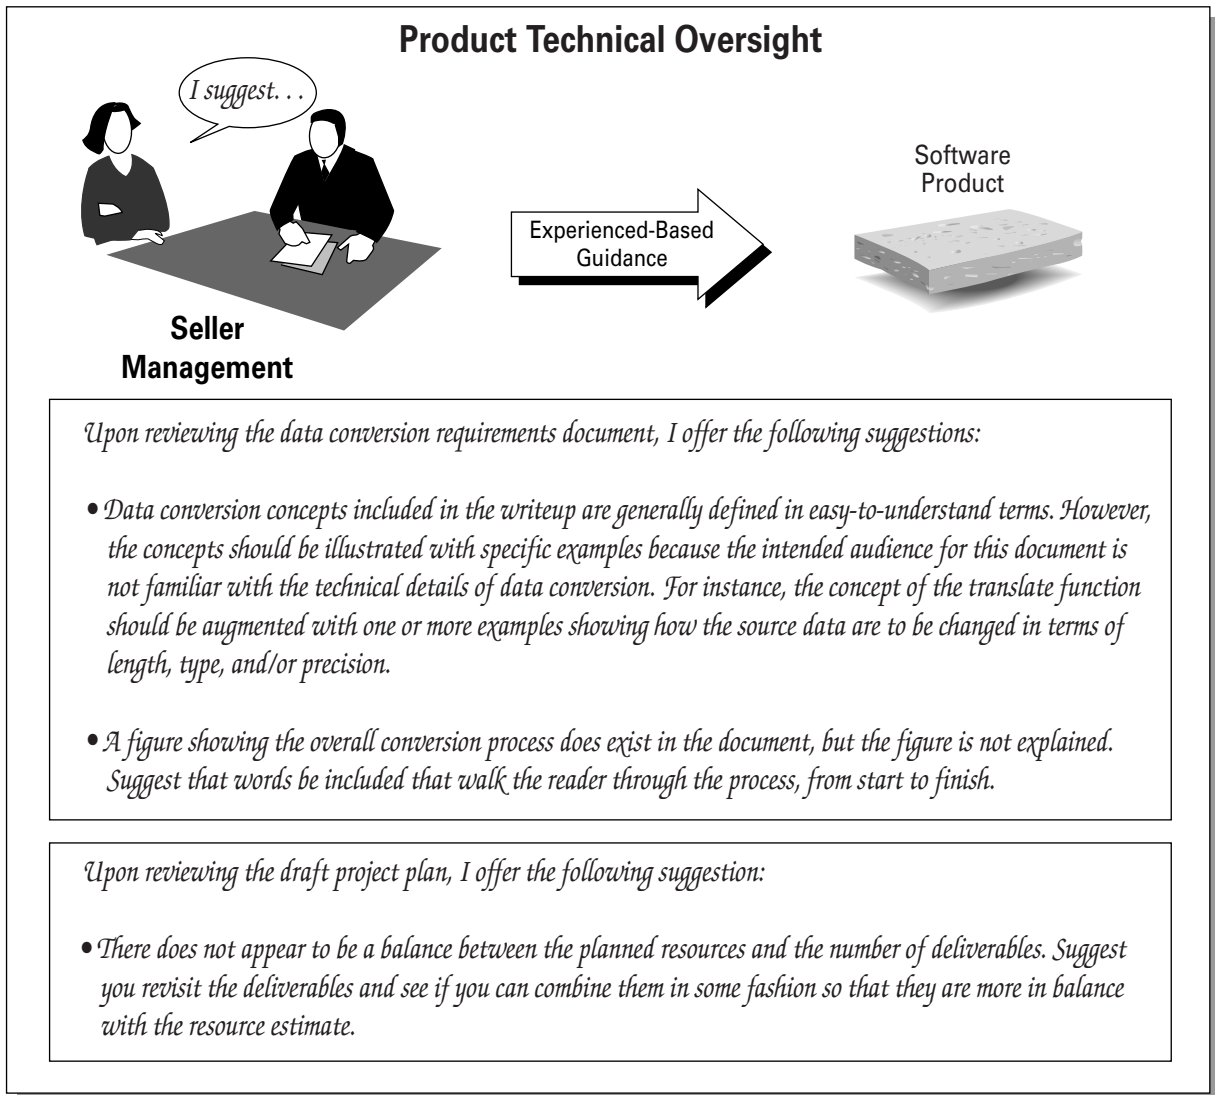 Product Technical Oversight
I suggest. . .
Software
Product
Experienced-Based
Guidance
Seller
Management
Upon reviewing the data conversion requirements document, I offer the following suggestions:
• Data conversion concepts included in the writeup are generally defined in easy-to-understand terms. However,
the concepts should be illustrated with specific examples because the intended audience for this document is
not familiar with the technical details of data conversion. For instance, the concept of the translate function
should be augmented with one or more examples showing how the source data are to be changed in terms of
length, type, and/or precision.
• A figure showing the overall conversion process does exist in the document, but the figure is not explained.
Suggest that words be included that walk the reader through the process, from start to finish.
Upon reviewing the draft project plan, I offer the following suggestion:
• There does not appear to be a balance between the planned resources and the number of deliverables. Suggest
you revisit the deliverables and see if you can combine them in some fashion so that they are more in balance
with the resource estimate.